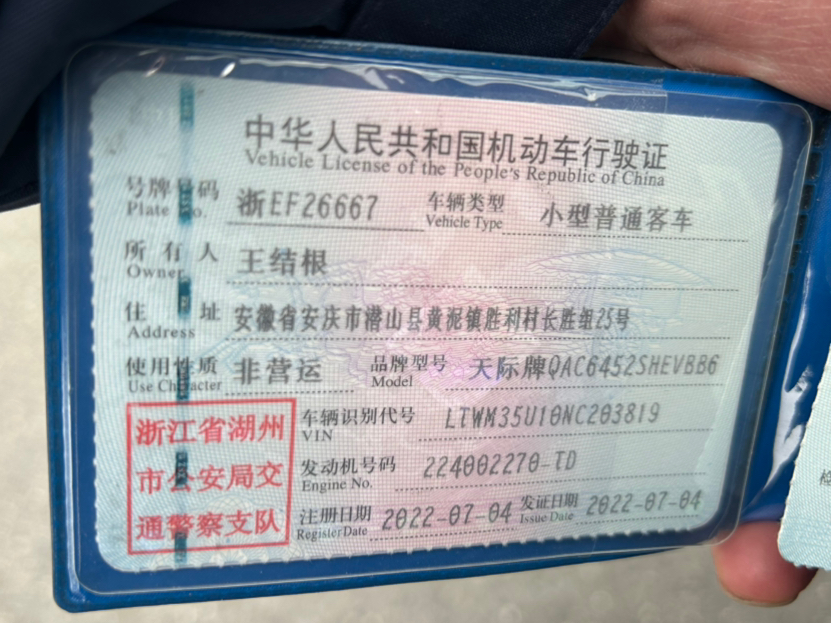 中华人民共和国机动车行驶证
Vehicle License of the People's Republic of China
号牌号码 浙EF26667 车辆类型 小型普通客车
Plate No. Vehicle Type
所有人 王结根
Owner
住址 安徽省安庆市潜山县黄泥镇胜利村长胜组25号
Address
使用性质 非营运 品牌型号 天际牌QAC6452SHEVBB6
Use Character Model
浙江省湖州
市公安局交
通警察支队
车辆识别代号 LTWM35U10NC203819
VIN
发动机号码 224002270-TD
Engine No.
注册日期 2022-07-04 发证日期 2022-07-04
Register Date Issue Date